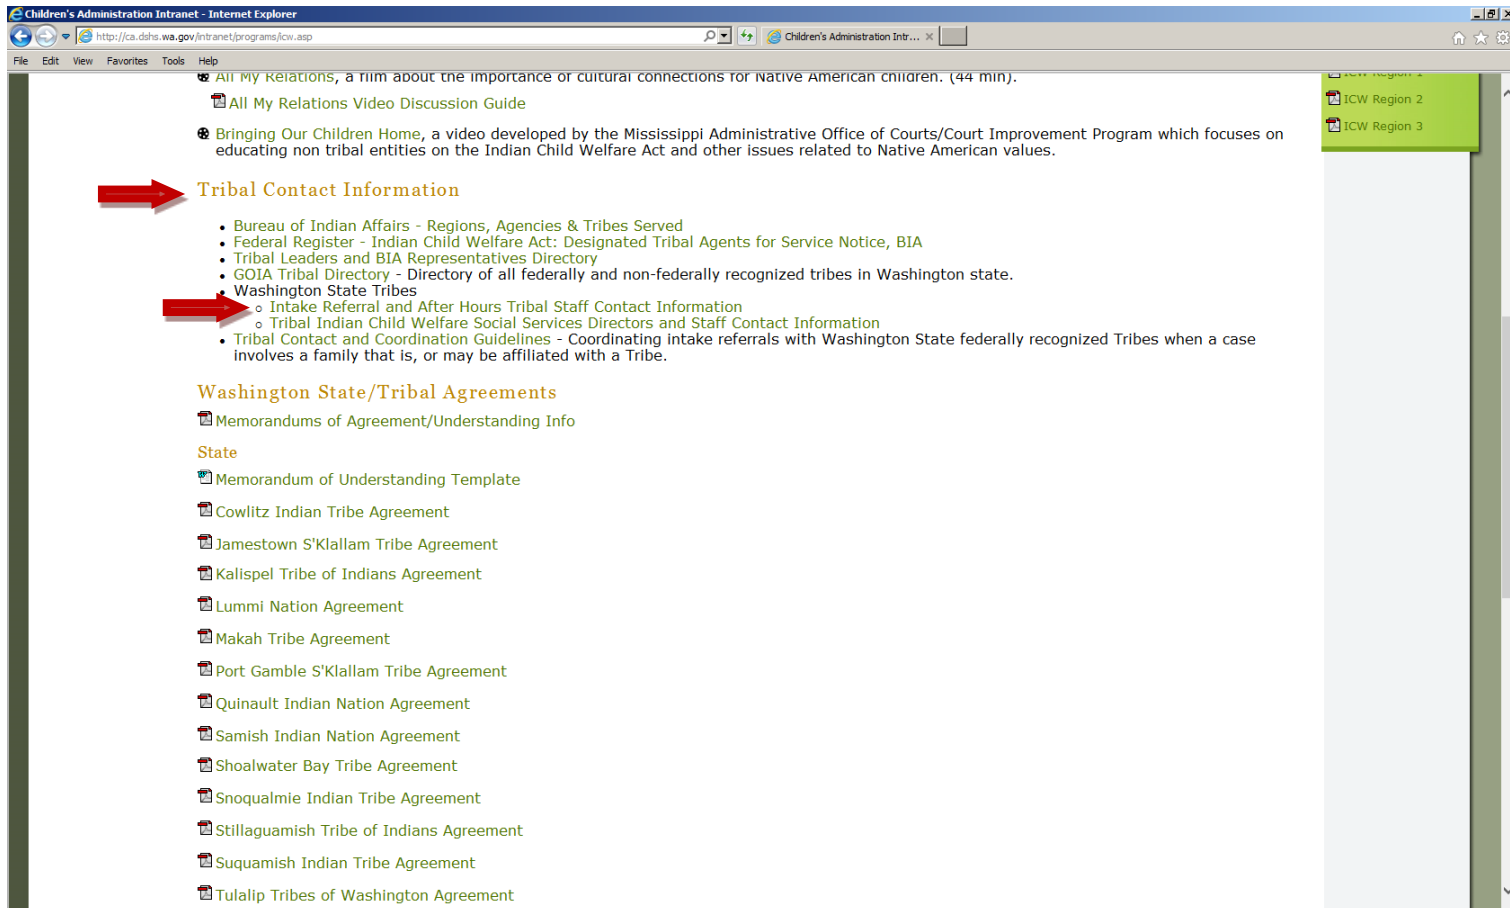 Children's Administration Intranet - Internet Explorer
http://ca.dshs.wa.gov/intranet/programs/icw.asp
Children's Administration Intr...
File Edit View Favorites Tools Help
All My Relations, a film about the importance of cultural connections for Native American children. (44 min).
All My Relations Video Discussion Guide
Bringing Our Children Home, a video developed by the Mississippi Administrative Office of Courts/Court Improvement Program which focuses on
educating non tribal entities on the Indian Child Welfare Act and other issues related to Native American values.
ICW Region 1
ICW Region 2
ICW Region 3
Tribal Contact Information
Bureau of Indian Affairs - Regions, Agencies & Tribes Served
Federal Register - Indian Child Welfare Act: Designated Tribal Agents for Service Notice, BIA
Tribal Leaders and BIA Representatives Directory
GOIA Tribal Directory - Directory of all federally and non-federally recognized tribes in Washington state.
Washington State Tribes
Intake Referral and After Hours Tribal Staff Contact Information
Tribal Indian Child Welfare Social Services Directors and Staff Contact Information
Tribal Contact and Coordination Guidelines - Coordinating intake referrals with Washington State federally recognized Tribes when a case
involves a family that is, or may be affiliated with a Tribe.
Washington State/Tribal Agreements
Memorandums of Agreement/Understanding Info
State
Memorandum of Understanding Template
Cowlitz Indian Tribe Agreement
Jamestown S'Klallam Tribe Agreement
Kalispel Tribe of Indians Agreement
Lummi Nation Agreement
Makah Tribe Agreement
Port Gamble S'Klallam Tribe Agreement
Quinault Indian Nation Agreement
Samish Indian Nation Agreement
Shoalwater Bay Tribe Agreement
Snoqualmie Indian Tribe Agreement
Stillaguamish Tribe of Indians Agreement
Suquamish Indian Tribe Agreement
Tulalip Tribes of Washington Agreement